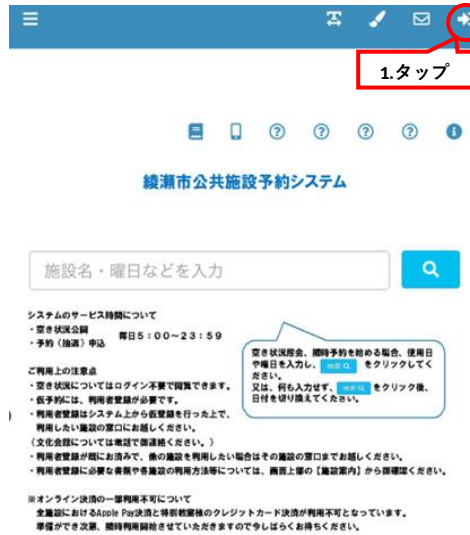 1.タップ
綾瀬市公共施設予約システム
施設名・曜日などを入力
システムのサービス時間について
・空き状況公開
・予約（抽選）申込
毎日５：００～２３：５９
空き状況照会、随時予約を始める場合、使用日
や曜日を入力し、 検索 をクリックしてく
ださい。
又は、何も入力せず、 検索 をクリック後、
日付を切り換えてください。
ご利用上の注意点
・空き状況についてはログイン不要で閲覧できます。
・仮予約には、利用者登録が必要です。
・利用者登録はシステム上から仮登録を行った上で、
利用したい施設の窓口にお越しください。
（文化会館については電話で御連絡ください。）
・利用者登録が既にお済みで、他の施設を利用したい場合はその施設の窓口までお越しください。
・利用者登録に必要な書類や各施設の利用方法等については、画面上部の【施設案内】から御確認ください。
※オンライン決済の一部利用不可について
全施設におけるApple Pay決済と特別教室棟のクレジットカード決済が利用不可となっています。
準備ができ次第、随時利用開始させていただきますので今しばらくお待ちください。